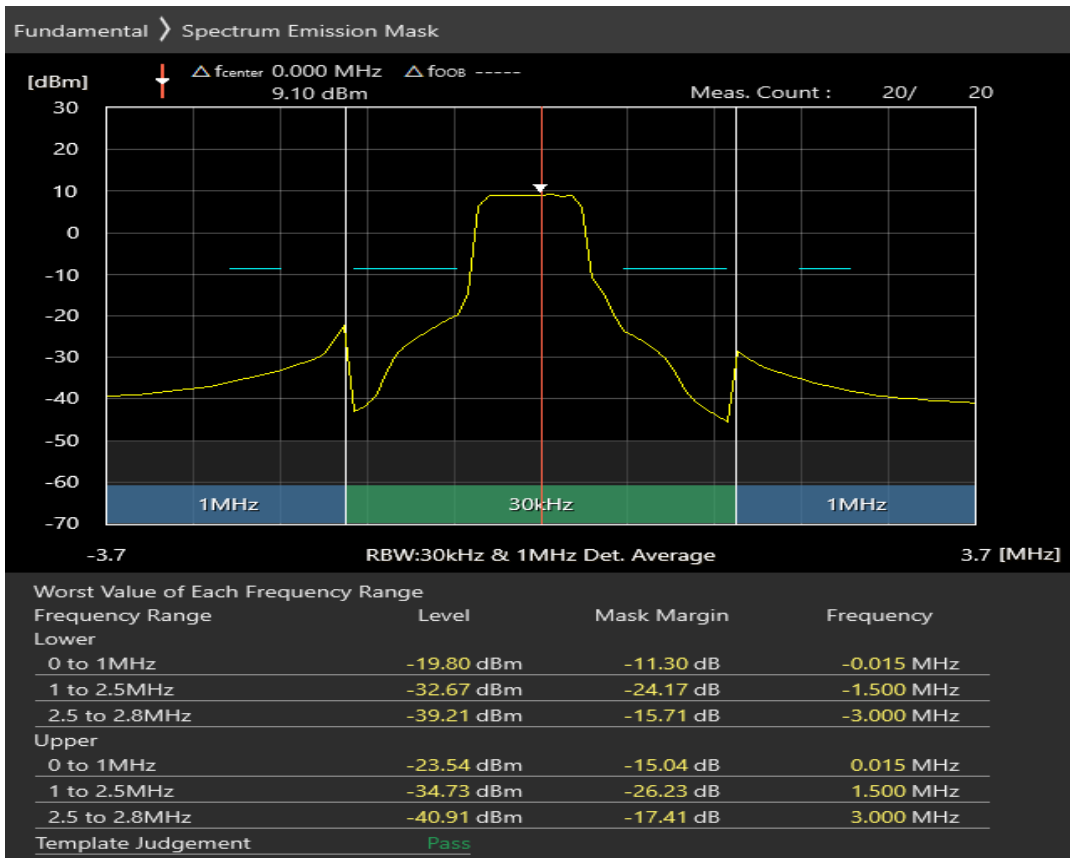 Fundamental ❯ Spectrum Emission Mask
[dBm] △ fcenter 0.000 MHz △ fOOB -----
9.10 dBm Meas. Count : 20/ 20
30
20
10
0
-10
-20
-30
-40
-50
-60
-70
1MHz 30kHz 1MHz
-3.7 RBW:30kHz & 1MHz Det. Average 3.7 [MHz]
Worst Value of Each Frequency Range
Frequency Range Level Mask Margin Frequency
Lower
0 to 1MHz -19.80 dBm -11.30 dB -0.015 MHz
1 to 2.5MHz -32.67 dBm -24.17 dB -1.500 MHz
2.5 to 2.8MHz -39.21 dBm -15.71 dB -3.000 MHz
Upper
0 to 1MHz -23.54 dBm -15.04 dB 0.015 MHz
1 to 2.5MHz -34.73 dBm -26.23 dB 1.500 MHz
2.5 to 2.8MHz -40.91 dBm -17.41 dB 3.000 MHz
Template Judgement Pass